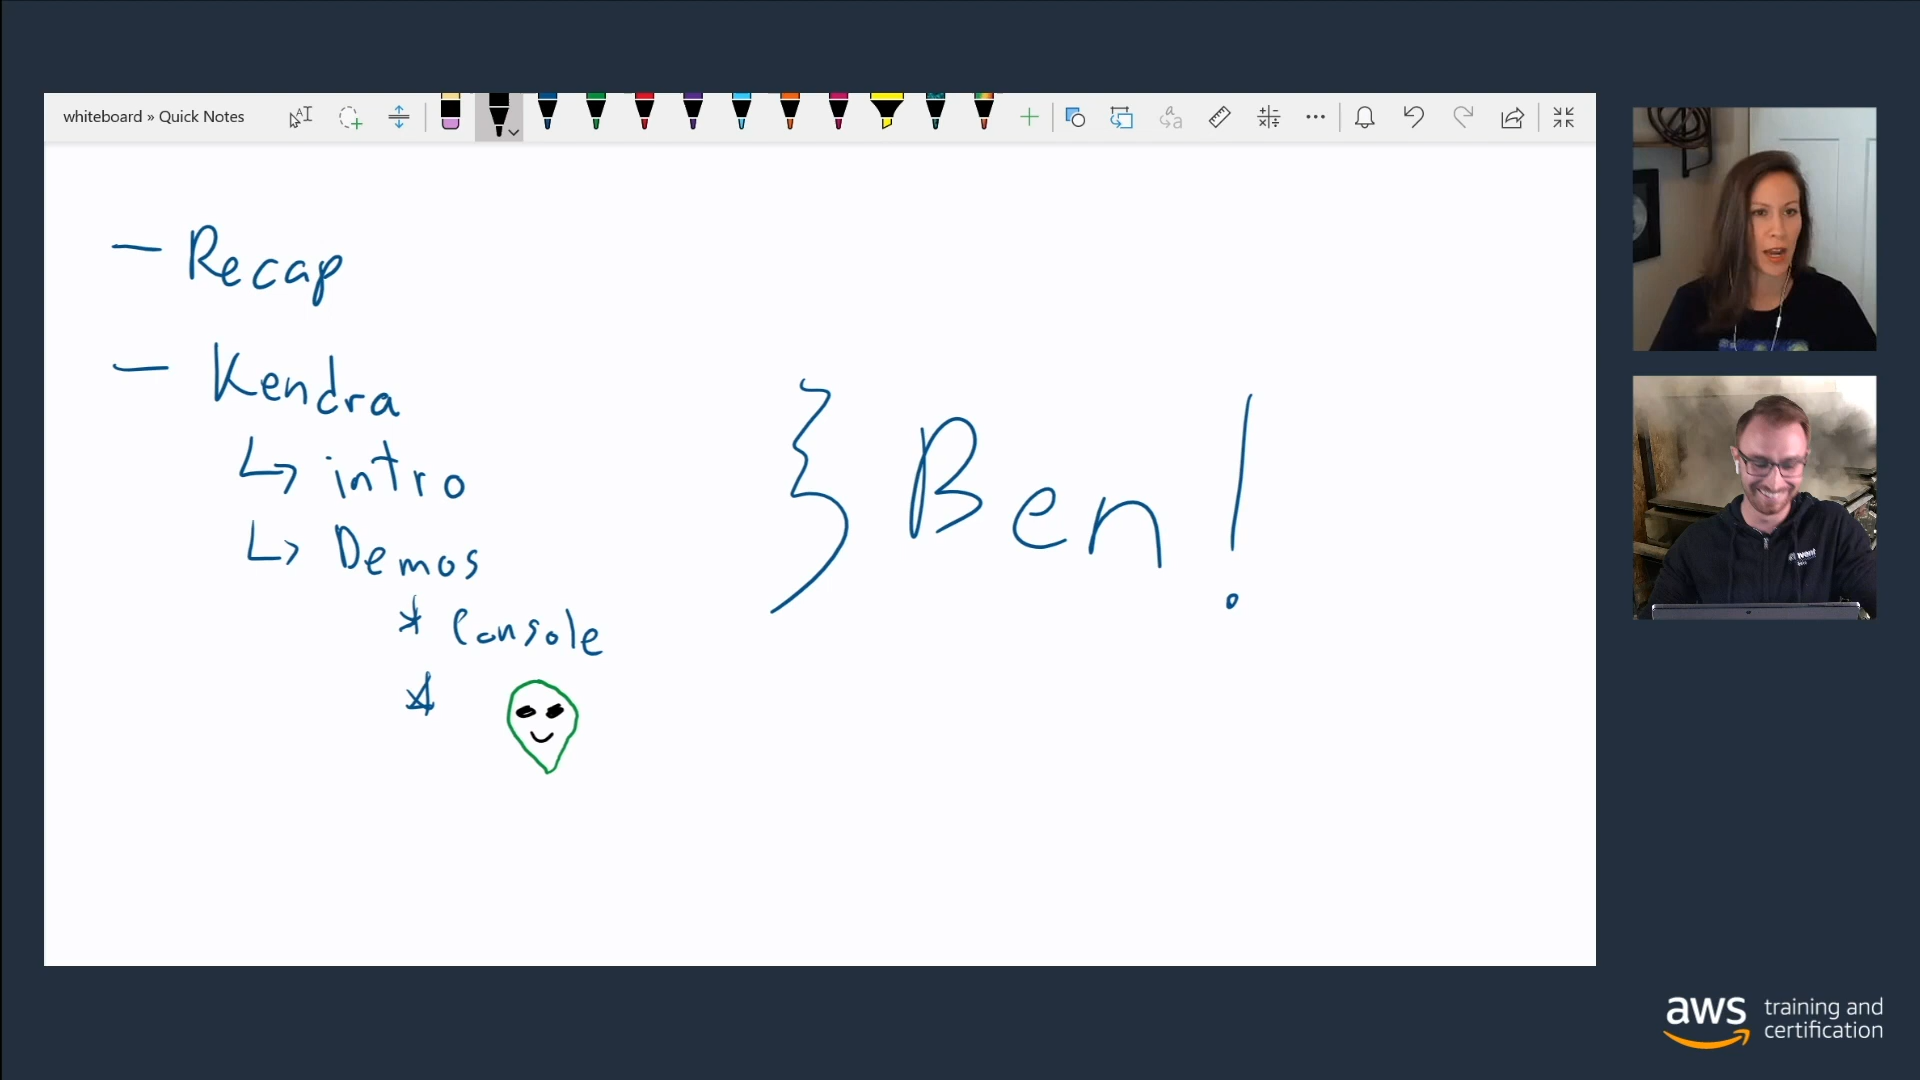 whiteboard » Quick Notes
– Recap
– Kendra
↳ intro
↳ Demos
* Console
*
} Ben!
aws training and
certification